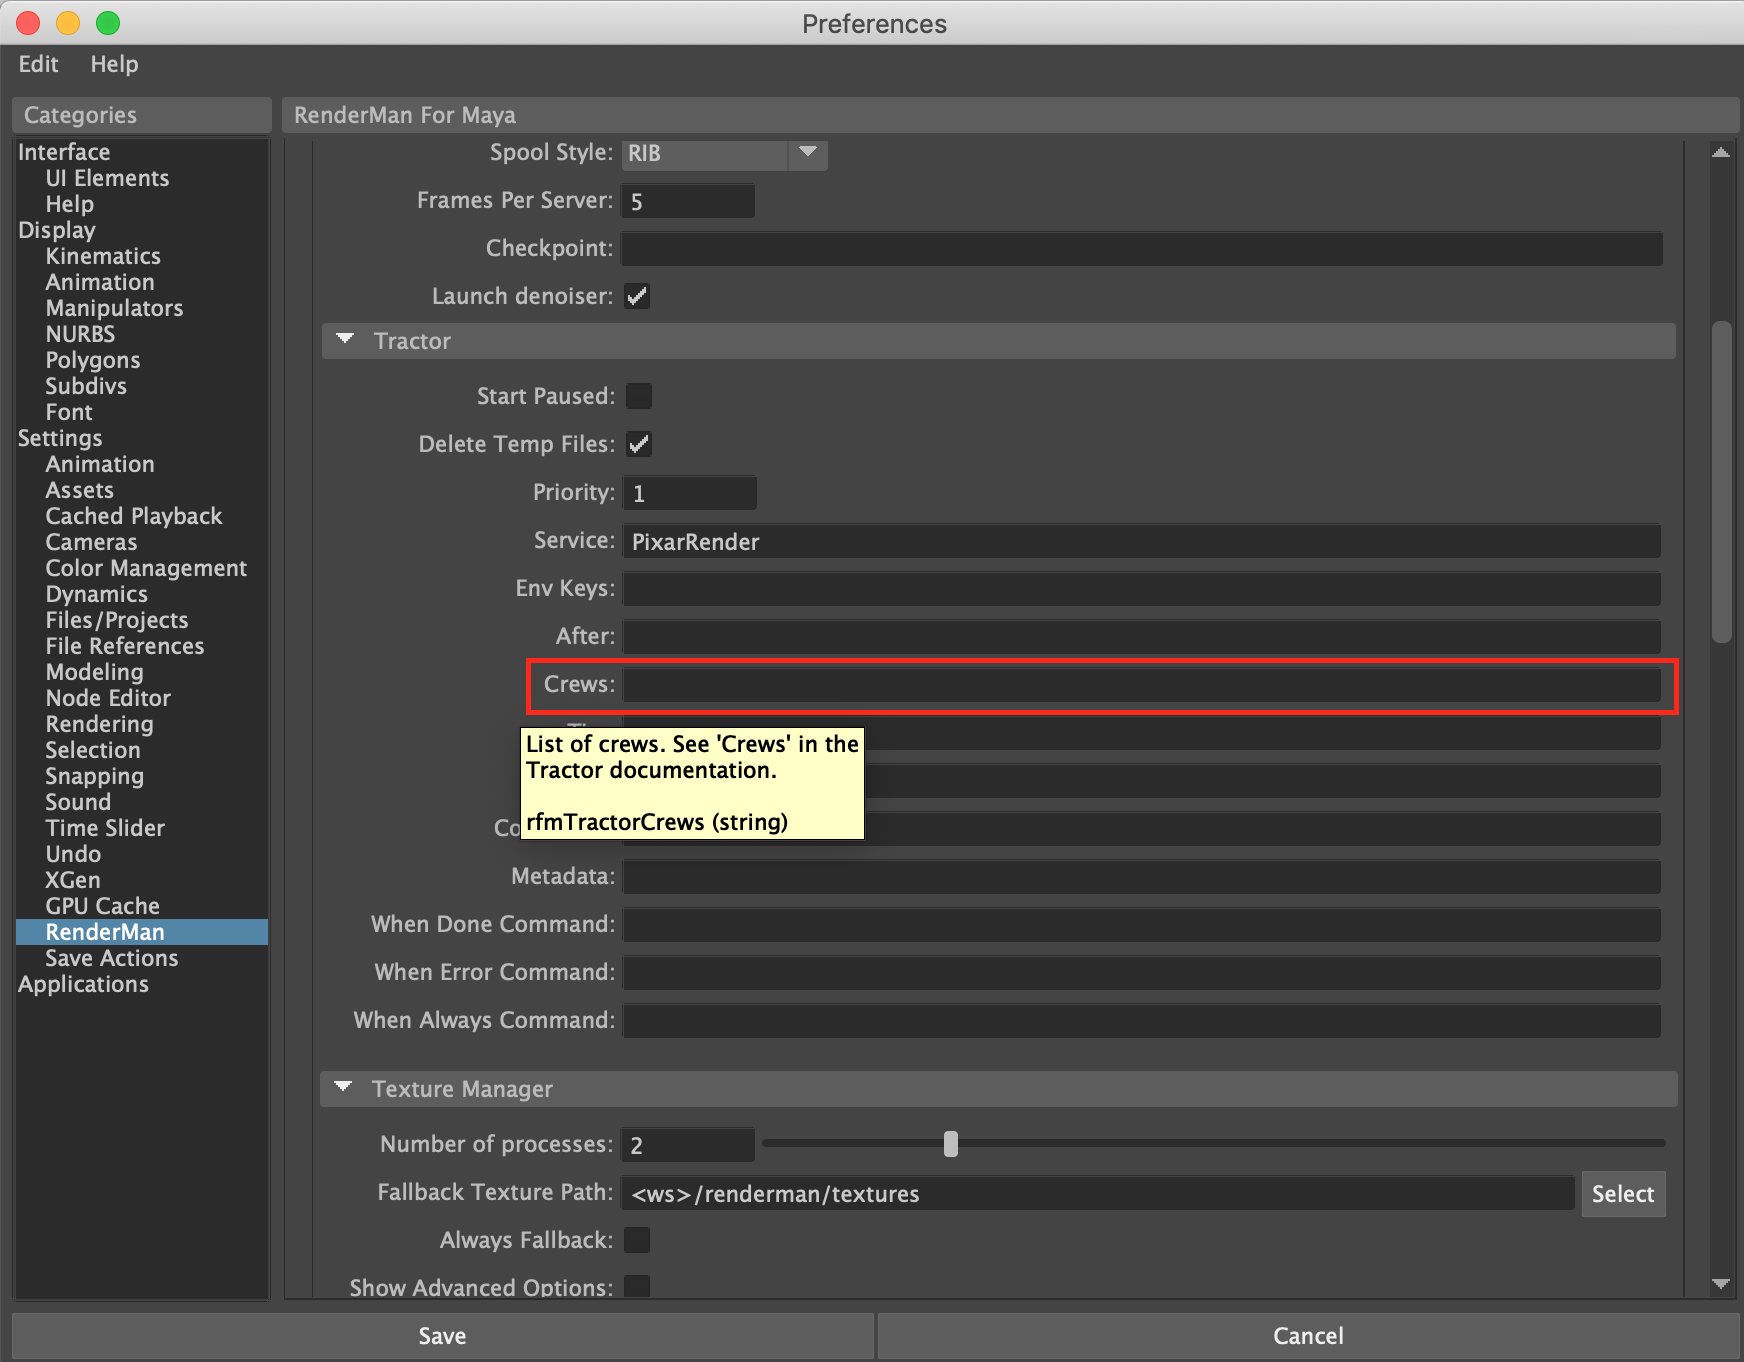 Preferences
Edit Help
Categories
Interface
UI Elements
Help
Display
Kinematics
Animation
Manipulators
NURBS
Polygons
Subdivs
Font
Settings
Animation
Assets
Cached Playback
Cameras
Color Management
Dynamics
Files/Projects
File References
Modeling
Node Editor
Rendering
Selection
Snapping
Sound
Time Slider
Undo
XGen
GPU Cache
RenderMan
Save Actions
Applications
RenderMan For Maya
Spool Style: RIB
Frames Per Server: 5
Checkpoint:
Launch denoiser:
Tractor
Start Paused:
Delete Temp Files:
Priority: 1
Service: PixarRender
Env Keys:
After:
Crews:
List of crews. See 'Crews' in the
Tractor documentation.
rfmTractorCrews (string)
Metadata:
When Done Command:
When Error Command:
When Always Command:
Texture Manager
Number of processes: 2
Fallback Texture Path: <ws>/renderman/textures Select
Always Fallback:
Show Advanced Options:
Save Cancel